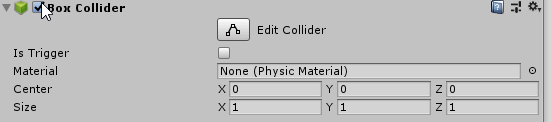 Box Collider
Edit Collider
Is Trigger
Material None (Physic Material)
Center X 0 Y 0 Z 0
Size X 1 Y 1 Z 1